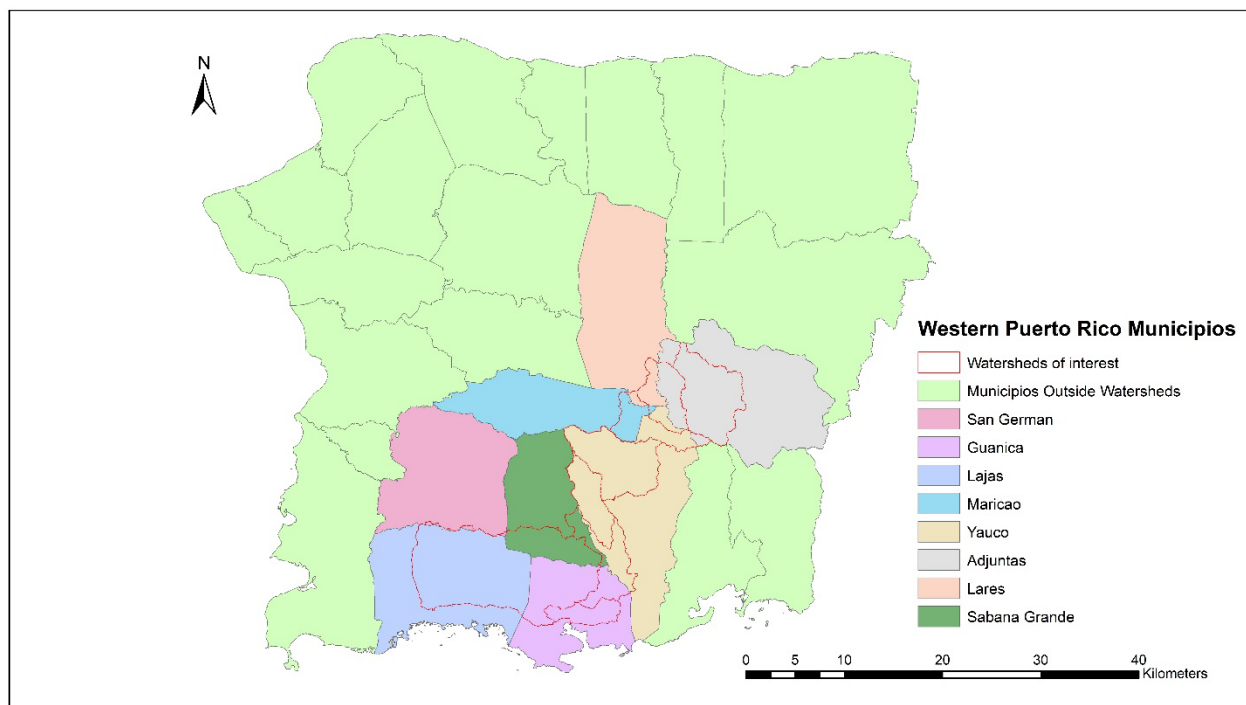 N
Western Puerto Rico Municipios
Watersheds of interest
Municipios Outside Watersheds
San German
Guanica
Lajas
Maricao
Yauco
Adjuntas
Lares
Sabana Grande
0 5 10 20 30 40
Kilometers